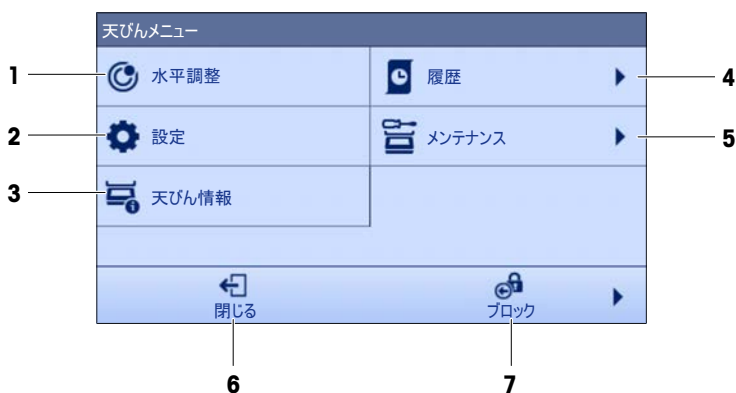 天びんメニュー
1 水平調整 履歴 4
2 設定 メンテナンス 5
3 天びん情報
閉じる ブロック
6 7